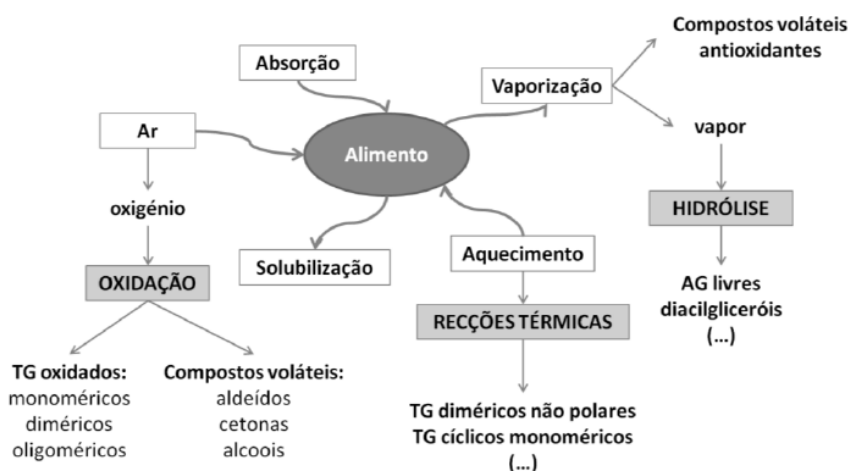 Compostos voláteis
antioxidantes
Absorção
Vaporização
Ar
Alimento
vapor
oxigénio
HIDRÓLISE
Solubilização
Aquecimento
OXIDAÇÃO
AG livres
diacilgliceróis
(...)
RECÇÕES TÉRMICAS
TG oxidados:
monoméricos
diméricos
oligoméricos
Compostos voláteis:
aldeídos
cetonas
alcoois
TG diméricos não polares
TG cíclicos monoméricos
(...)